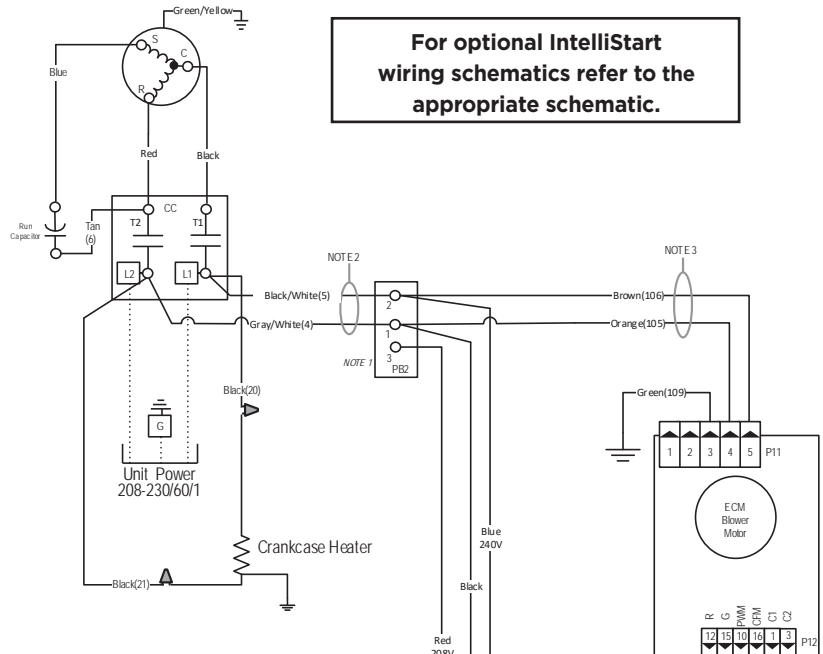 Green/Yellow
For optional IntelliStart
wiring schematics refer to the
appropriate schematic.
S
C
R
Blue
Red
Black
CC
T2
T1
Run
Capacitor
Tan
(6)
L2
L1
NOTE 2
NOTE 3
Black/White(5)
Brown(106)
2
Gray/White(4)
Orange(105)
1
3
NOTE 1
PB2
Black(20)
Green(109)
G
1 2 3 4 5 P11
Unit Power
208-230/60/1
ECM
Blower
Motor
Blue
240V
Crankcase Heater
Black(21)
Black
Red
208V
R G PWM CFM C1 C2
12 15 10 16 1 3 P12